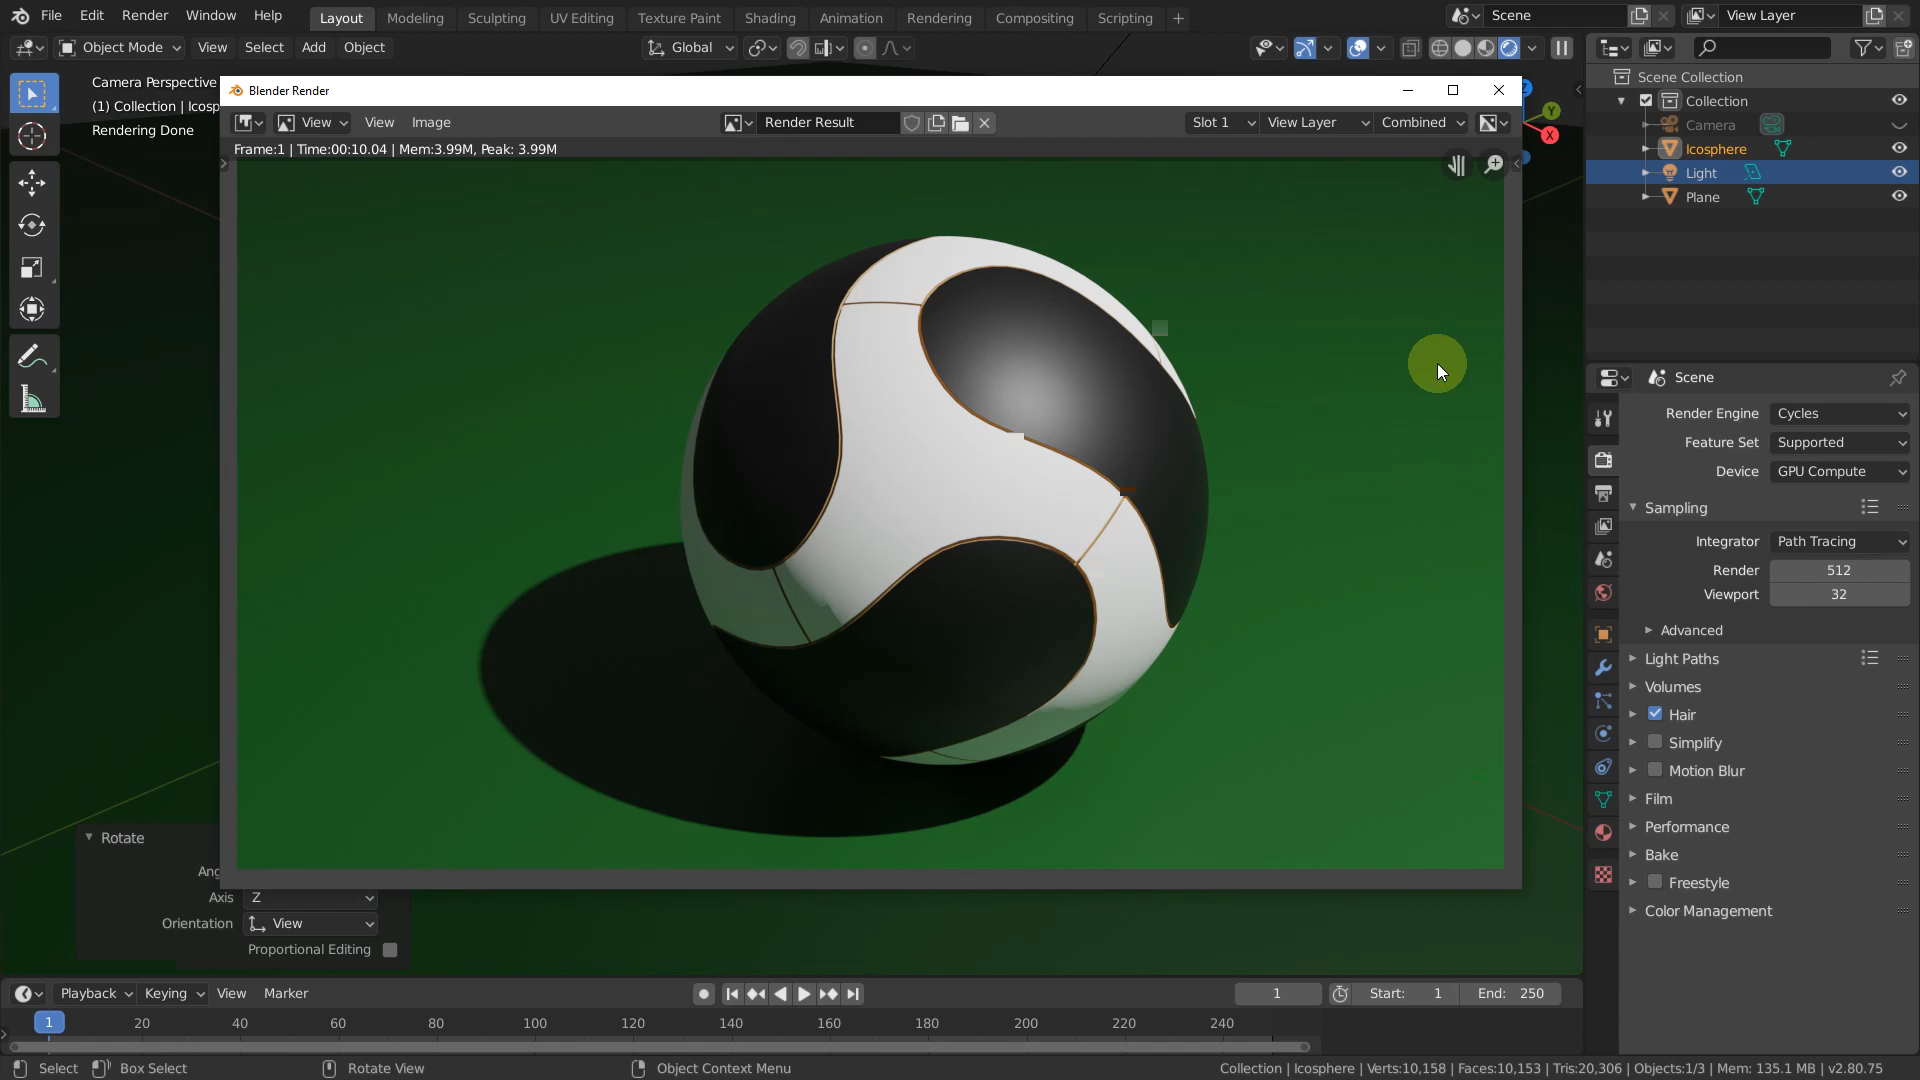 File Edit Render Window Help
Layout Modeling Sculpting UV Editing Texture Paint Shading Animation Rendering Compositing Scripting +
Scene
View Layer
Object Mode View Select Add Object
Global
Camera Perspective
(1) Collection | Icosp
Rendering Done
Blender Render
View View Image
Render Result
Slot 1 View Layer Combined
Frame:1 | Time:00:10.04 | Mem:3.99M, Peak: 3.99M
Y
X
Scene Collection
Collection
Camera
Icosphere
Light
Plane
Scene
Render Engine Cycles
Feature Set Supported
Device GPU Compute
Sampling
Integrator Path Tracing
Render 512
Viewport 32
Advanced
Light Paths
Volumes
Hair
Simplify
Motion Blur
Film
Performance
Bake
Freestyle
Color Management
Rotate
Ang
Axis Z
Orientation View
Proportional Editing
Playback Keying View Marker
1
Start: 1 End: 250
1 20 40 60 80 100 120 140 160 180 200 220 240
Select Box Select Rotate View Object Context Menu
Collection | Icosphere | Verts:10,158 | Faces:10,153 | Tris:20,306 | Objects:1/3 | Mem: 135.1 MB | v2.80.75